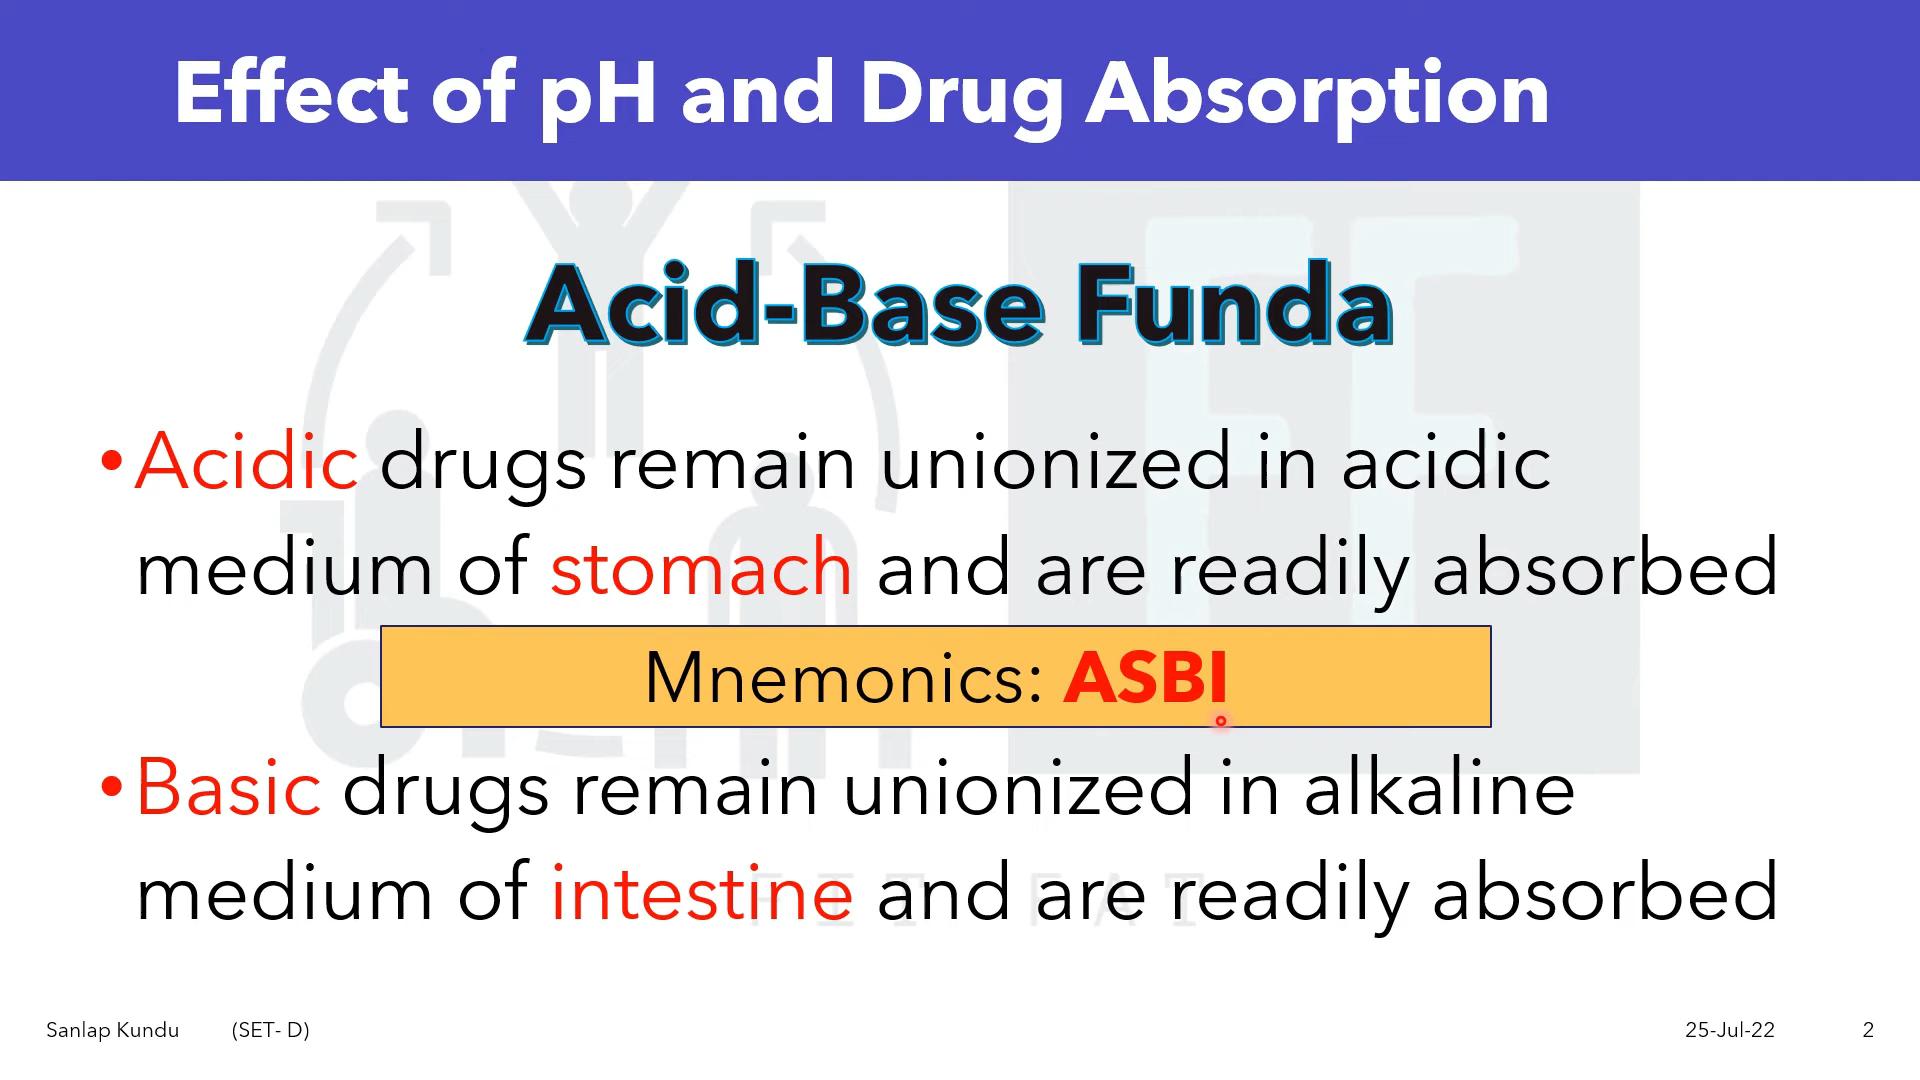 Effect of pH and Drug Absorption
Acid-Base Funda
•Acidic drugs remain unionized in acidic
medium of stomach and are readily absorbed
Mnemonics: ASBI
•Basic drugs remain unionized in alkaline
medium of intestine and are readily absorbed
FIT FAT
Sanlap Kundu (SET- D) 25-Jul-22 2